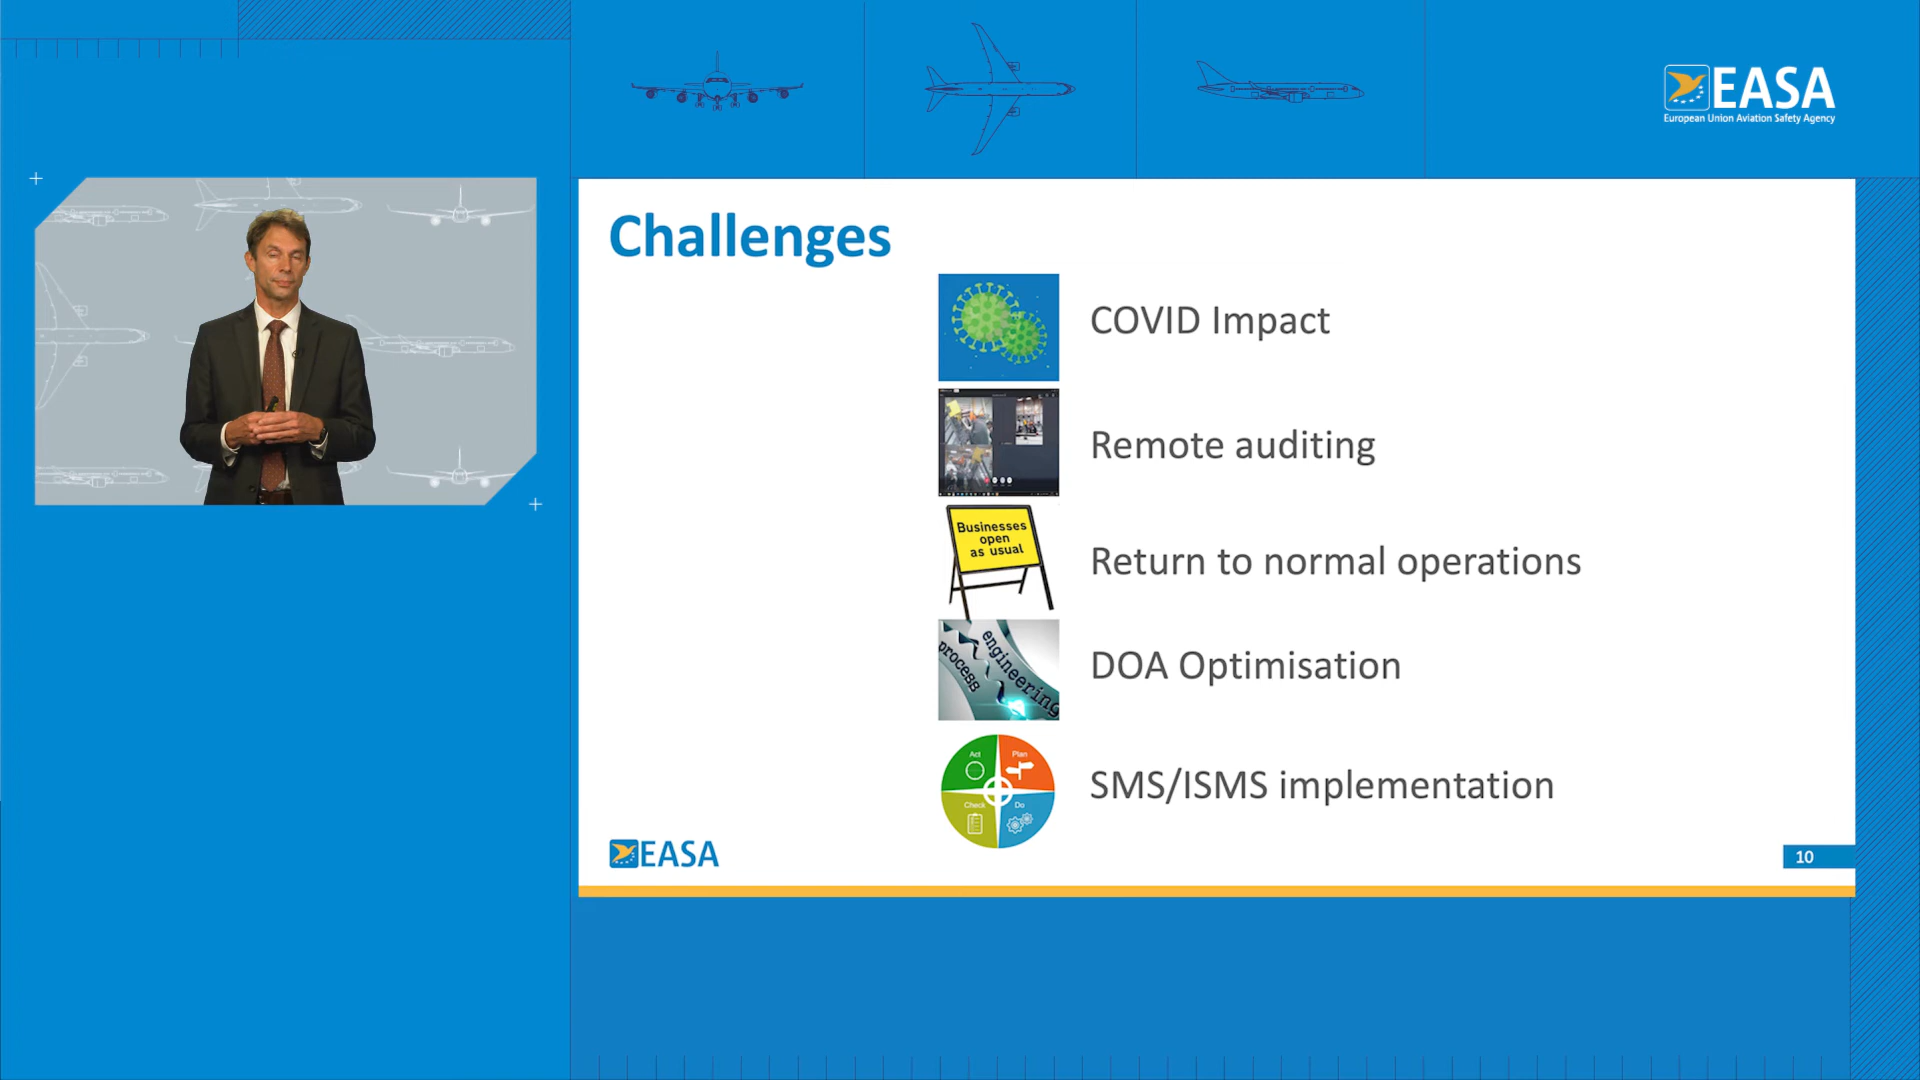 EASA
European Union Aviation Safety Agency
Challenges
COVID Impact
Remote auditing
Businesses
open
as usual
Return to normal operations
process
engineering
DOA Optimisation
Act
Plan
Check
Do
SMS/ISMS implementation
EASA
10